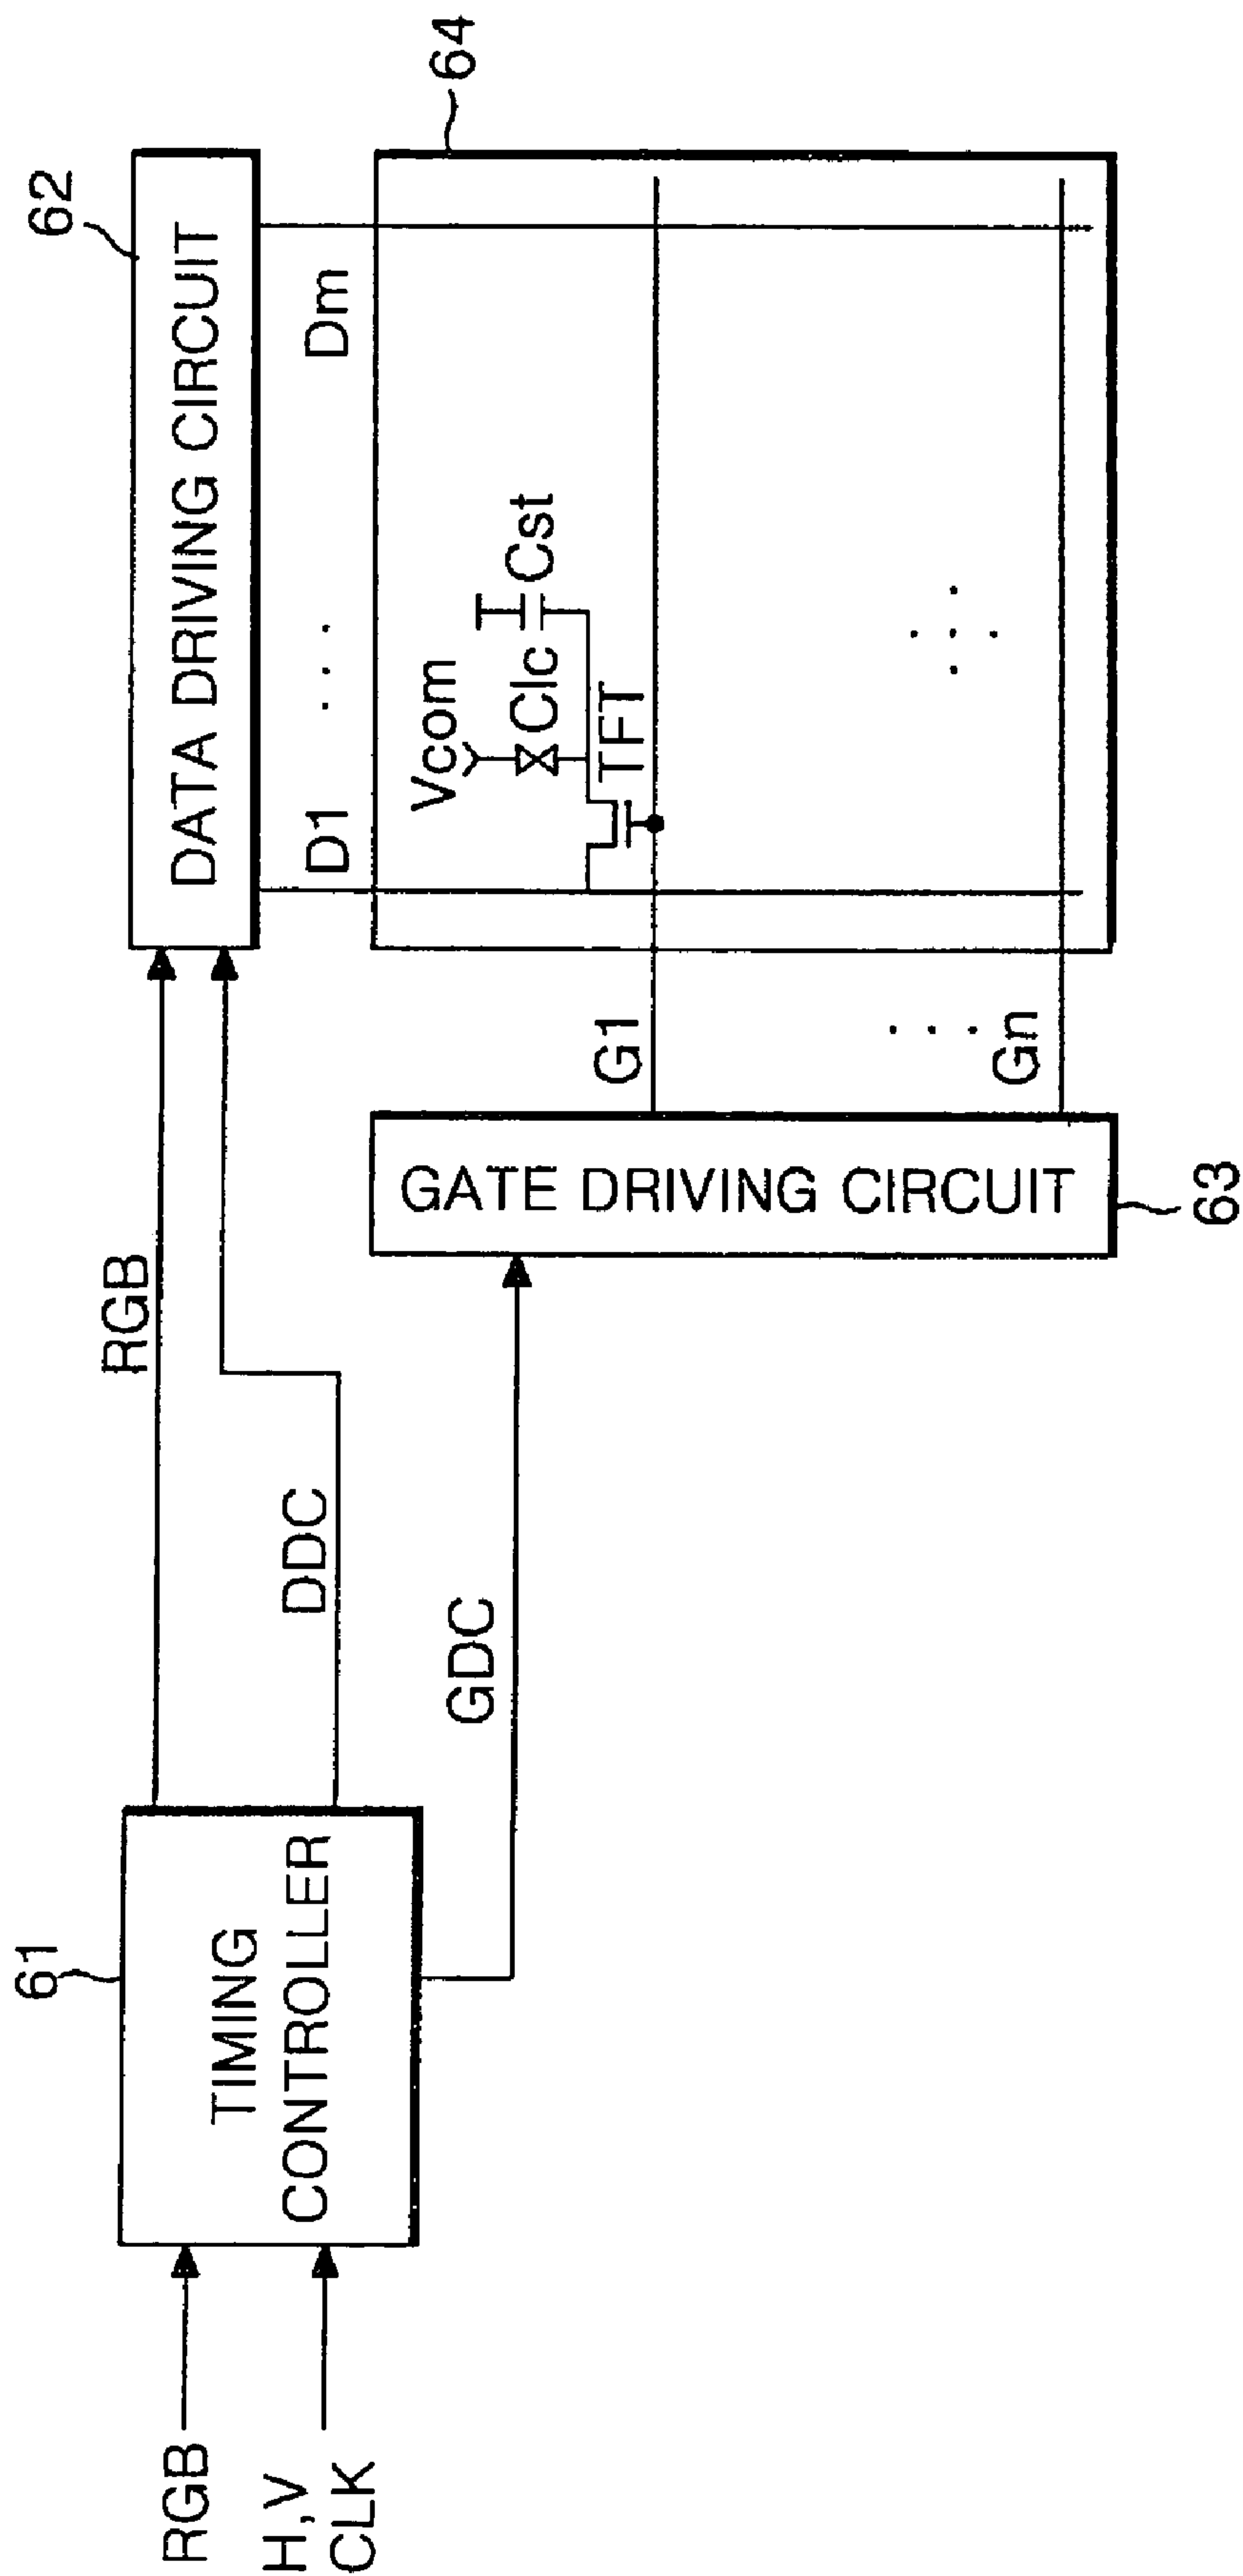 61
62
RGB
DATA DRIVING CIRCUIT
TIMING
CONTROLLER
RGB
H,V
CLK
DDC
D1
. . .
Dm
64
GDC
GATE DRIVING CIRCUIT
63
Vcom
Clc
Cst
TFT
G1
. . .
Gn